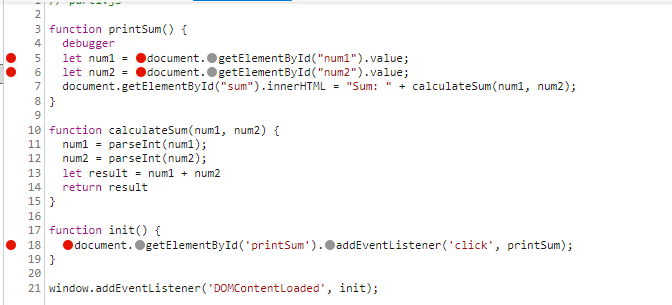 3 function printSum() {
4 debugger
5 let num1 = document.getElementById("num1").value;
6 let num2 = document.getElementById("num2").value;
7 document.getElementById("sum").innerHTML = "Sum: " + calculateSum(num1, num2);
8 }
9
10 function calculateSum(num1, num2) {
11 num1 = parseInt(num1);
12 num2 = parseInt(num2);
13 let result = num1 + num2
14 return result
15 }
16
17 function init() {
18 document.getElementById('printSum').addEventListener('click', printSum);
19 }
20
21 window.addEventListener('DOMContentLoaded', init);